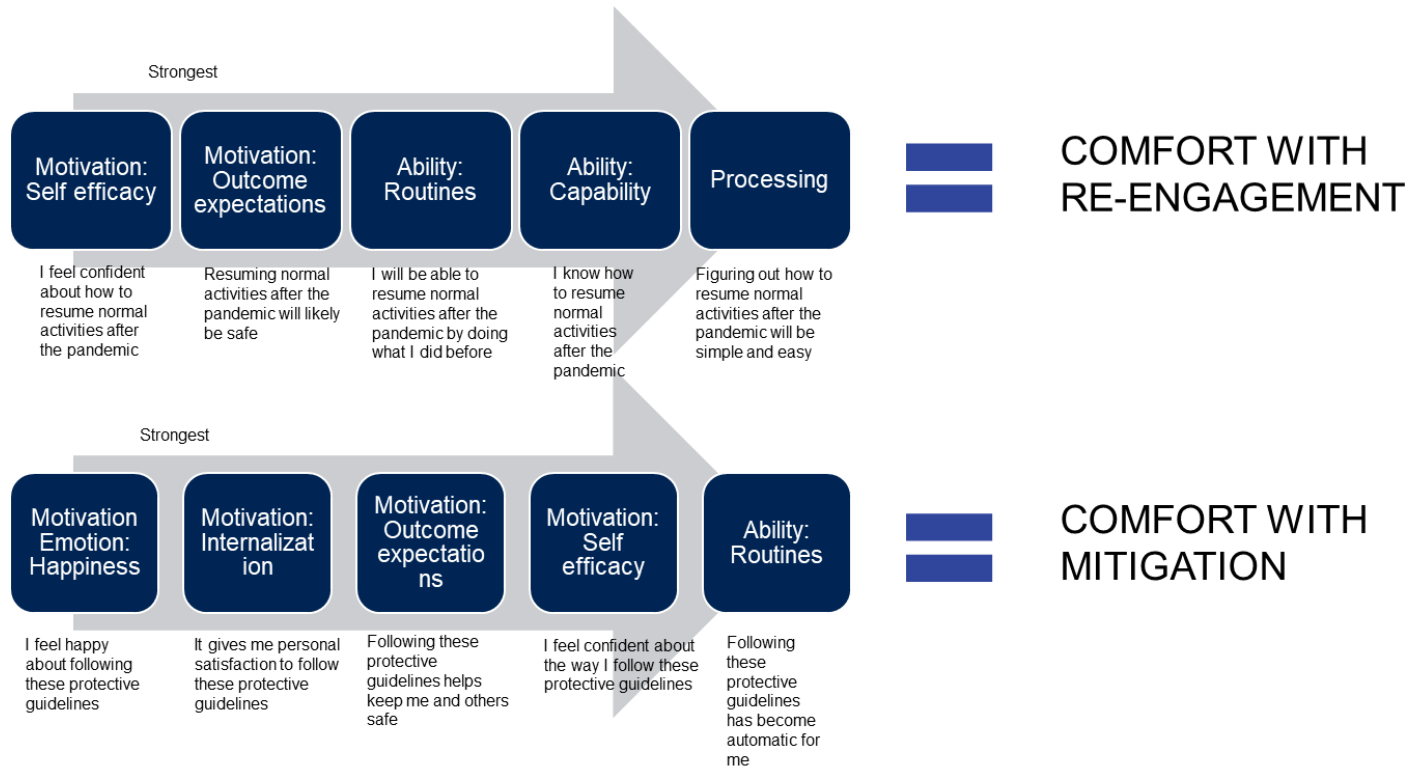 Strongest
Motivation:
Self efficacy
Motivation:
Outcome
expectations
Ability:
Routines
Ability:
Capability
Processing
COMFORT WITH
RE-ENGAGEMENT
I feel confident
about how to
resume normal
activities after
the pandemic
Resuming normal
activities after the
pandemic will likely
be safe
I will be able to
resume normal
activities after the
pandemic by doing
what I did before
I know how
to resume
normal
activities
after the
pandemic
Figuring out how to
resume normal
activities after the
pandemic will be
simple and easy
Strongest
Motivation
Emotion:
Happiness
Motivation:
Internalizat
ion
Motivation:
Outcome
expectatio
ns
Motivation:
Self
efficacy
Ability:
Routines
COMFORT WITH
MITIGATION
I feel happy
about following
these protective
guidelines
It gives me personal
satisfaction to follow
these protective
guidelines
Following these
protective
guidelines helps
keep me and others
safe
I feel confident about
the way I follow these
protective guidelines
Following
these
protective
guidelines
has become
automatic for
me